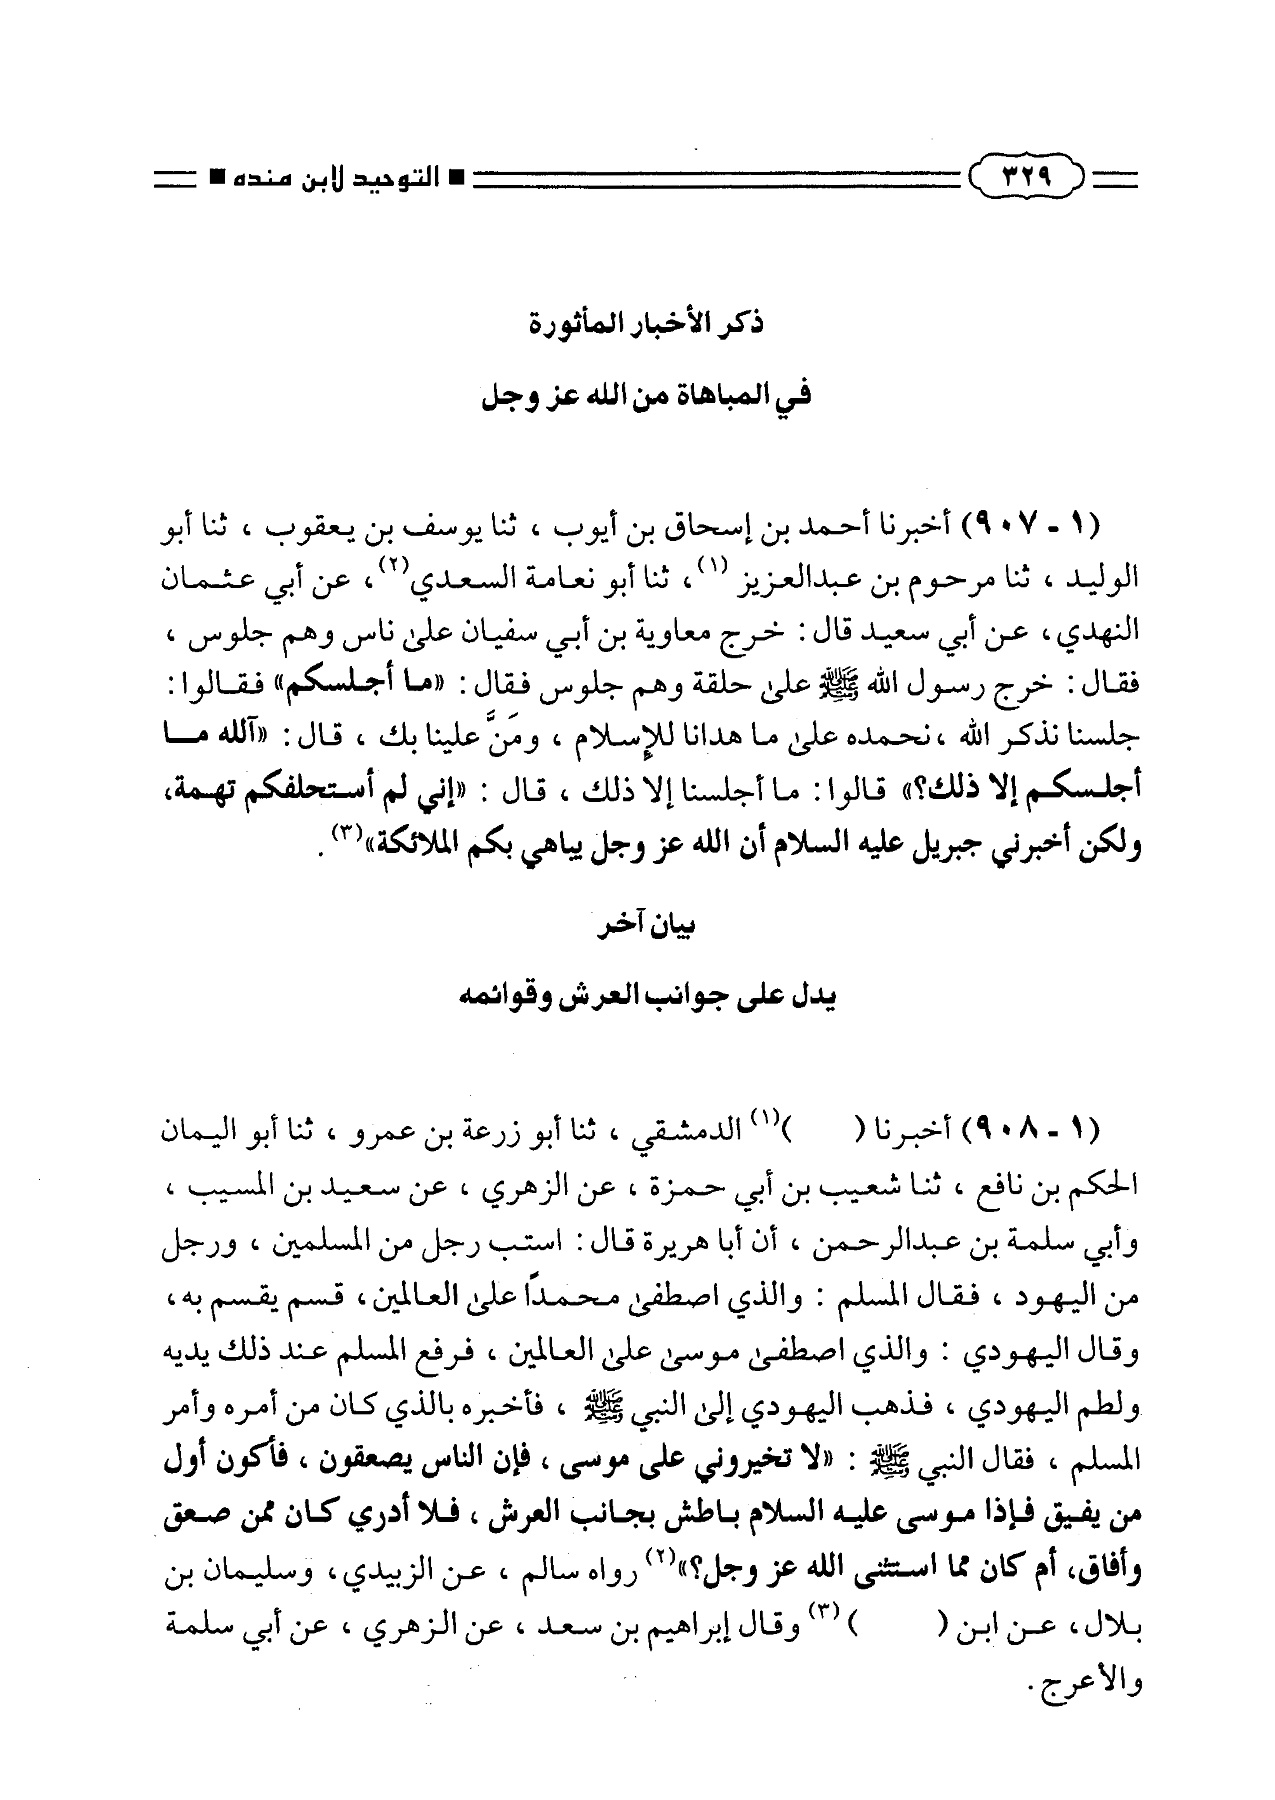 ٣٢٩ ■ التوحيد لابن منده ■
ذكر الأخبار المأثورة
في المباهاة من الله عز وجل
(١ - ٩٠٧) أخبرنا أحمد بن إسحاق بن أيوب ، ثنا يوسف بن يعقوب ، ثنا أبو
الوليد ، ثنا مرحوم بن عبدالعزيز (١)، ثنا أبو نعامة السعدي(٢)، عن أبي عثمان
النهدي، عن أبي سعيد قال : خرج معاوية بن أبي سفيان على ناس وهم جلوس ،
فقال : خرج رسول الله ﷺ على حلقة وهم جلوس فقال : «ما أجلسكم» فقالوا :
جلسنا نذكر الله ،نحمده على ما هدانا للإسلام ، ومَنَّ علينا بك ، قال : «آلله ما
أجلسكم إلا ذلك؟» قالوا : ما أجلسنا إلا ذلك ، قال : «إني لم أستحلفكم تهمة،
ولكن أخبرني جبريل عليه السلام أن الله عز وجل يباهي بكم الملائكة»(٣) .
بيان آخر
يدل على جوانب العرش وقوائمه
(١ - ٩٠٨) أخبرنا ( )(١) الدمشقي ، ثنا أبو زرعة بن عمرو ، ثنا أبو اليمان
الحكم بن نافع ، ثنا شعيب بن أبي حمزة ، عن الزهري ، عن سعيد بن المسيب ،
وأبي سلمة بن عبدالرحمن ، أن أبا هريرة قال : استب رجل من المسلمين ، ورجل
من اليهود ، فقال المسلم : والذي اصطفى محمدًا على العالمين، قسم يقسم به،
وقال اليهودي : والذي اصطفى موسى على العالمين ، فرفع المسلم عند ذلك يديه
ولطم اليهودي ، فذهب اليهودي إلى النبي ﷺ ، فأخبره بالذي كان من أمره وأمر
المسلم ، فقال النبي ﷺ : «لا تخيروني على موسى ، فإن الناس يصعقون ، فأكون أول
من يفيق فإذا موسى عليه السلام باطش بجانب العرش ، فلا أدري كان ممن صعق
وأفاق، أم كان مما استثنى الله عز وجل؟»(٢) رواه سالم ، عن الزبيدي، وسليمان بن
بلال، عن ابن ( )(٣) وقال إبراهيم بن سعد ، عن الزهري ، عن أبي سلمة
والأعرج .